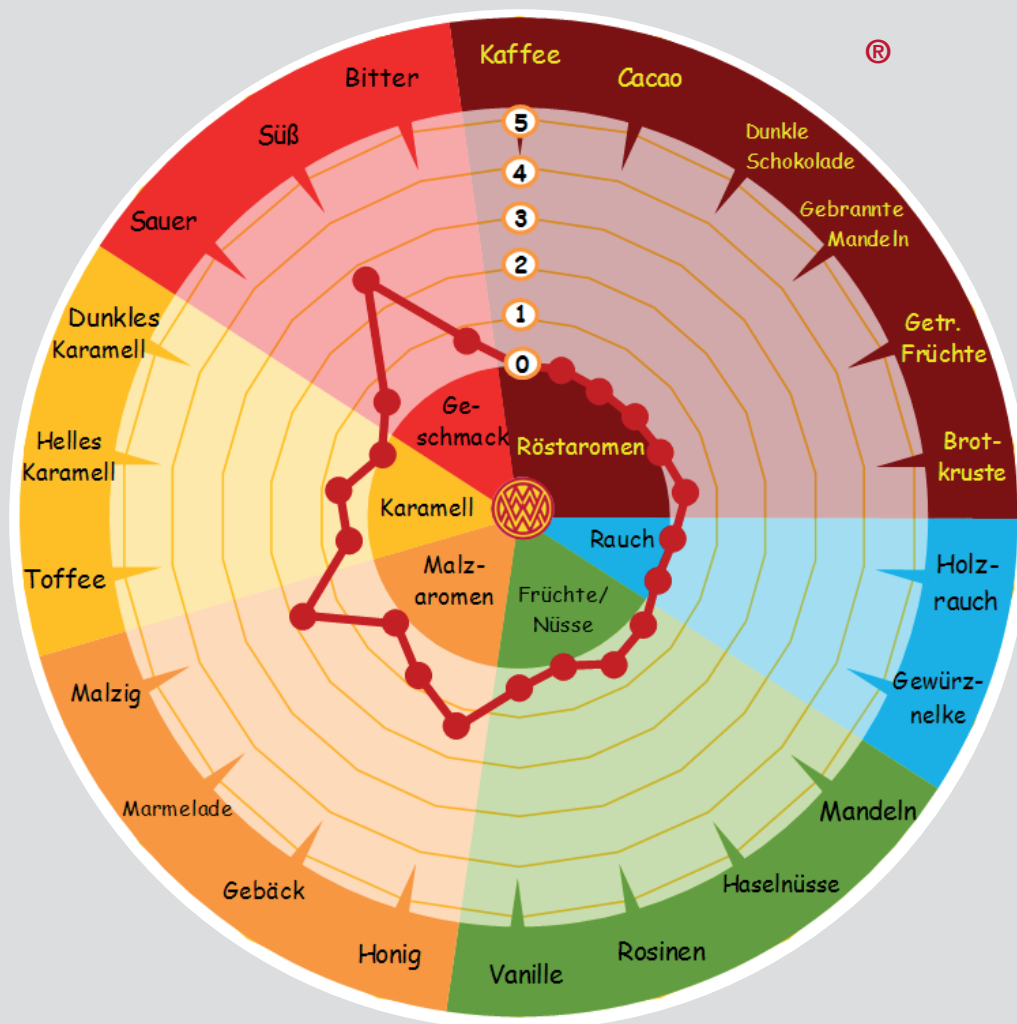 ®
Kaffee
Cacao
Dunkle
Schokolade
Gebrannte
Mandeln
Getr.
Früchte
Brot-
kruste
Holz-
rauch
Gewürz-
nelke
Mandeln
Haselnüsse
Rosinen
Vanille
Honig
Gebäck
Marmelade
Malzig
Toffee
Helles
Karamell
Dunkles
Karamell
Sauer
Süß
Bitter
5
4
3
2
1
0
Ge-
schmack
Röstaromen
Rauch
Früchte/
Nüsse
Malz-
aromen
Karamell